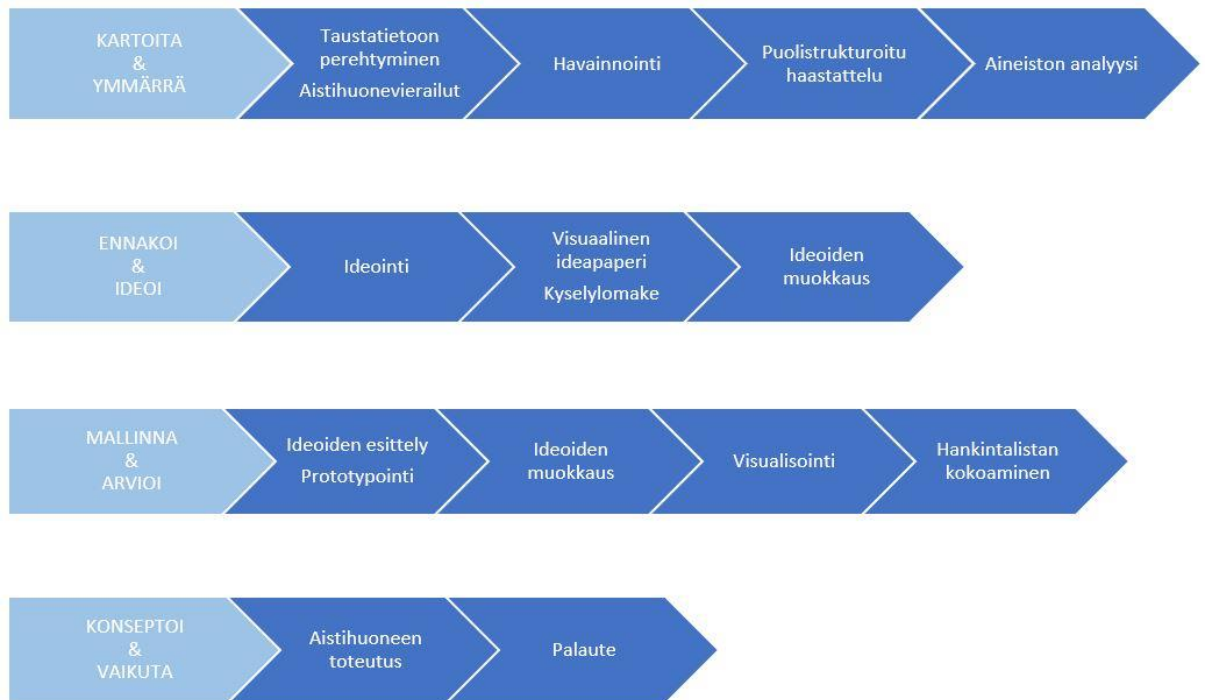 KARTOITA
&
YMMÄRRÄ
Taustatietoon
perehtyminen
Aistihuonevierailut
Havainnointi
Puolistrukturoitu
haastattelu
Aineiston analyysi
ENNAKOI
&
IDEOI
Ideointi
Visuaalinen
ideapaperi
Kyselylomake
Ideoiden
muokkaus
MALLINNA
&
ARVIOI
Ideoiden esittely
Prototypointi
Ideoiden
muokkaus
Visualisointi
Hankintalistan
kokoaminen
KONSEPTOI
&
VAIKUTA
Aistihuoneen
toteutus
Palaute